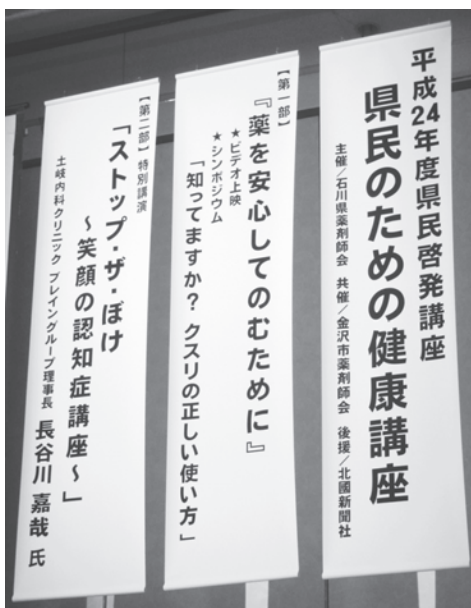 平成24年度県民啓発講座
県民のための健康講座
主催/石川県薬剤師会 共催/金沢市薬剤師会 後援/北國新聞社
【第一部】
『薬を安心してのむために』
★ビデオ上映
★シンポジウム
「知ってますか? クスリの正しい使い方」
【第二部】特別講演
「ストップ・ザ・ぼけ
~笑顔の認知症講座~」
土岐内科クリニック ブレイングループ理事長 長谷川 嘉哉 氏